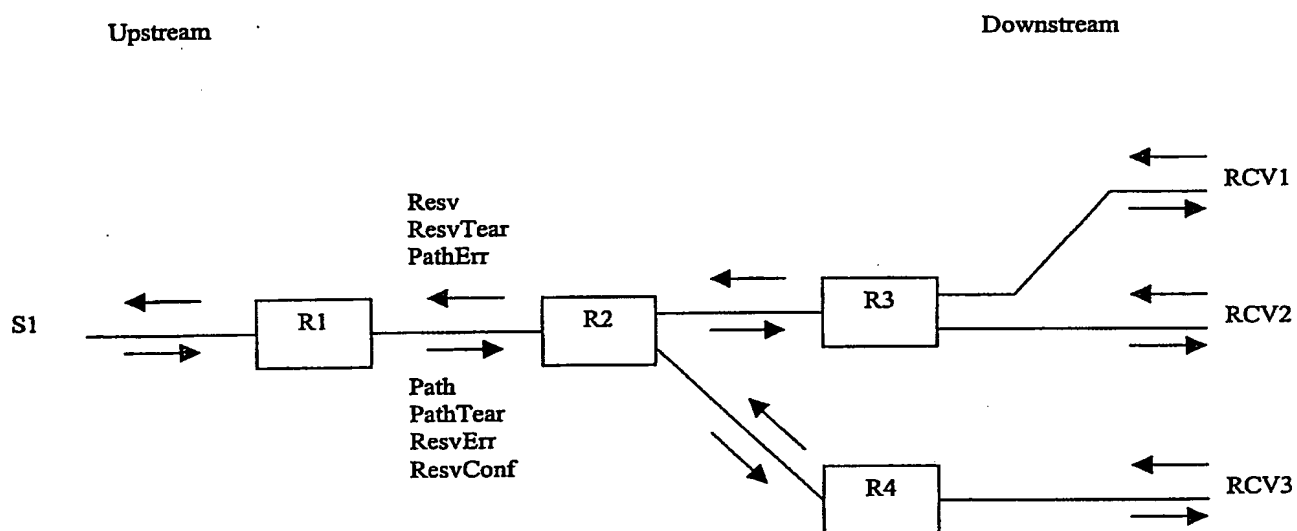 Upstream
Downstream
RCV1
Resv
ResvTear
PathErr
S1
R1
R2
R3
RCV2
Path
PathTear
ResvErr
ResvConf
R4
RCV3